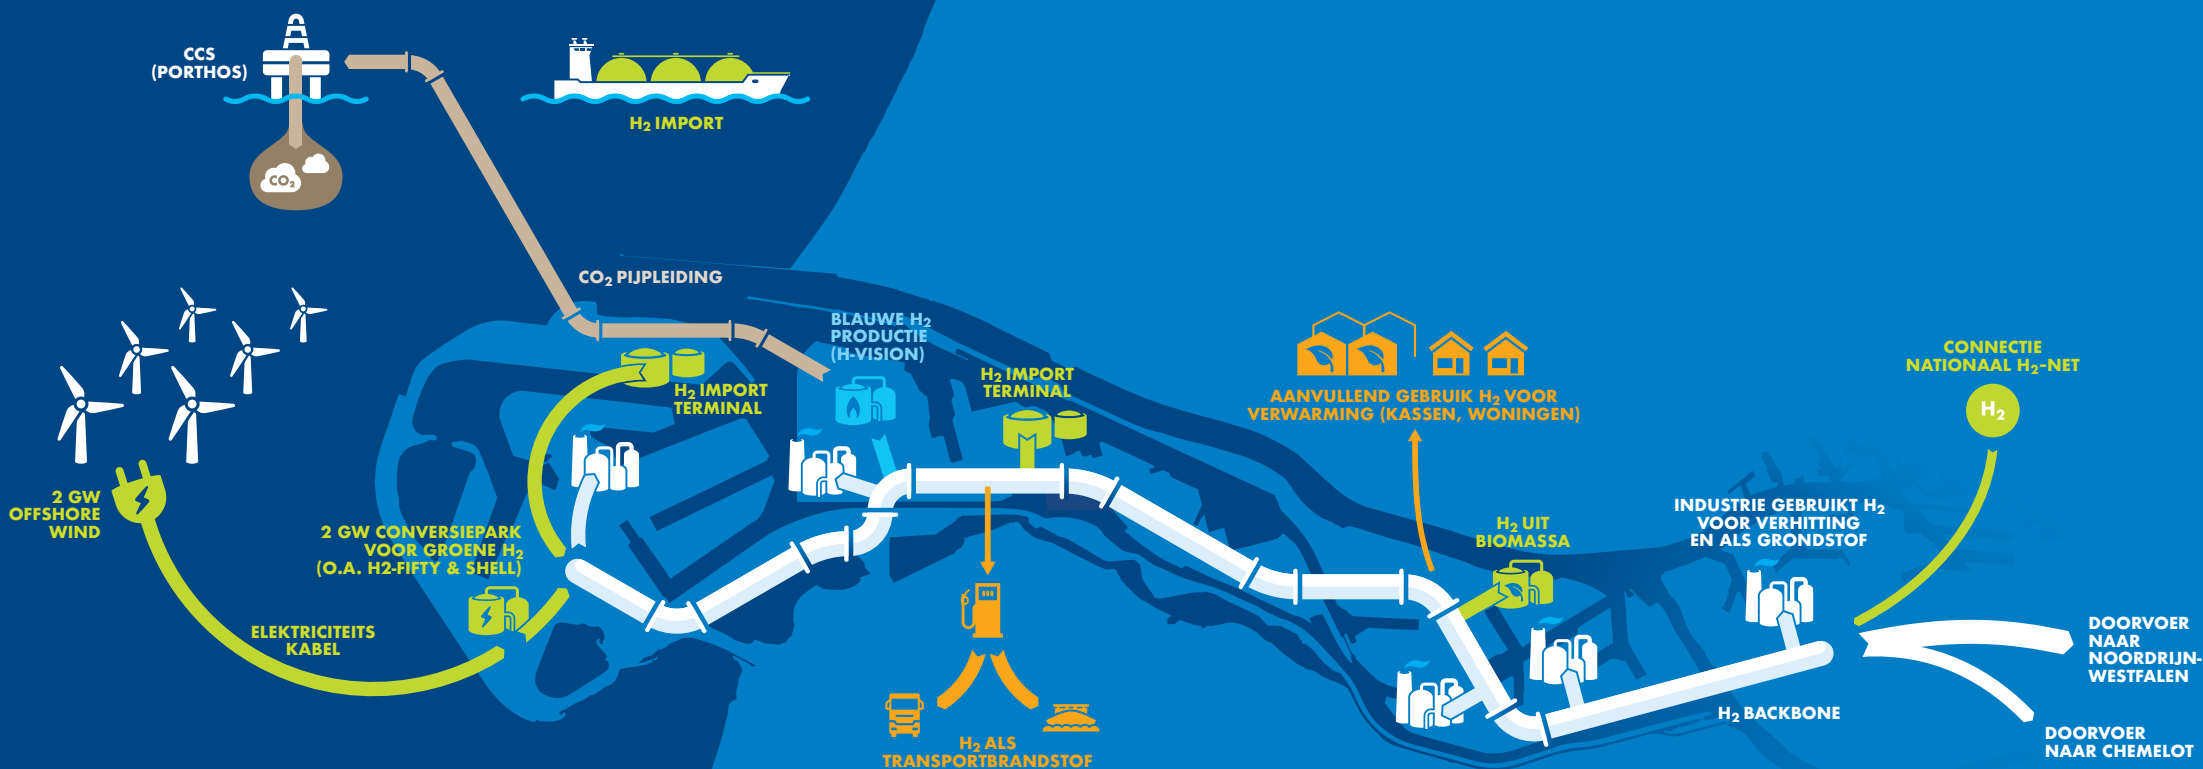 CCS
(PORTHOS)
CO₂
H₂ IMPORT
CO₂ PIJPLEIDING
BLAUWE H₂
PRODUCTIE
(H-VISION)
H₂ IMPORT
TERMINAL
H₂ IMPORT
TERMINAL
AANVULLEND GEBRUIK H₂ VOOR
VERWARMING (KASSEN, WONINGEN)
CONNECTIE
NATIONAAL H₂-NET
H₂
2 GW
OFFSHORE
WIND
2 GW CONVERSIEPARK
VOOR GROENE H₂
(O.A. H2-FIFTY & SHELL)
H₂ UIT
BIOMASSA
INDUSTRIE GEBRUIKT H₂
VOOR VERHITTING
EN ALS GRONDSTOF
ELEKTRICITEITS
KABEL
DOORVOER
NAAR
NOORDRIJN-
WESTFALEN
H₂ BACKBONE
DOORVOER
NAAR CHEMELOT
H₂ ALS
TRANSPORTBRANDSTOF